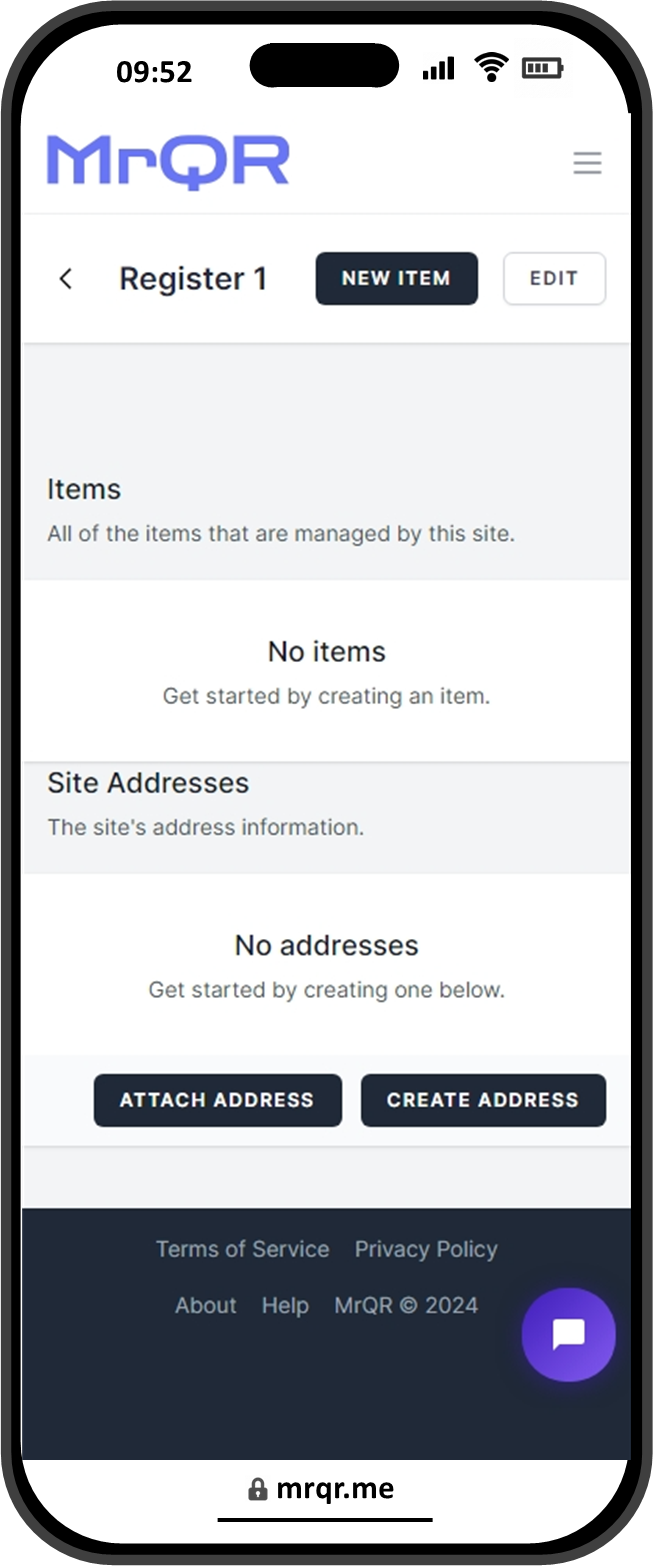 09:52
MrQR
Register 1 NEW ITEM EDIT
Items
All of the items that are managed by this site.
No items
Get started by creating an item.
Site Addresses
The site's address information.
No addresses
Get started by creating one below.
ATTACH ADDRESS CREATE ADDRESS
Terms of Service Privacy Policy
About Help MrQR © 2024
mrqr.me